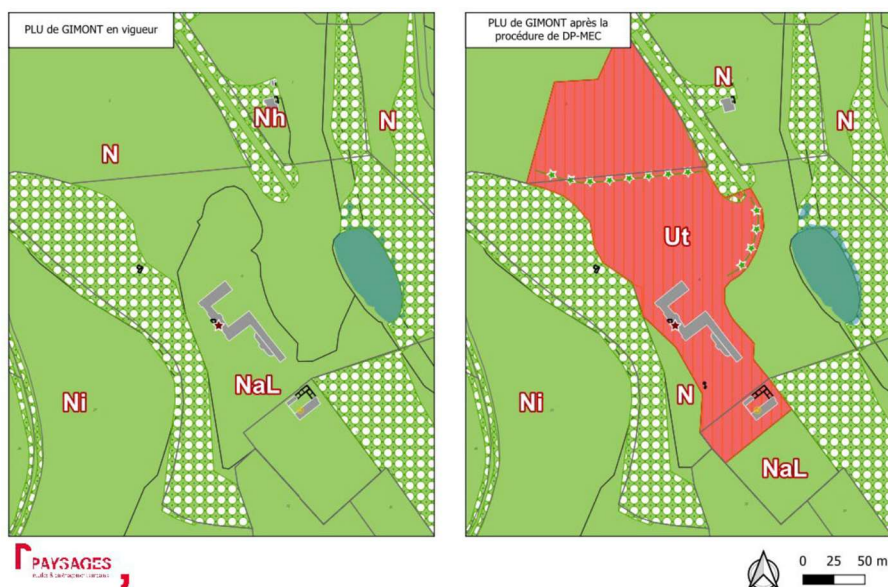 PLU de GIMONT en vigueur
N
Nh
N
NaL
Ni
PLU de GIMONT après la
procédure de DP-MEC
N
N
Ut
Ni
N
NaL
PAYSAGES
0 25 50 m